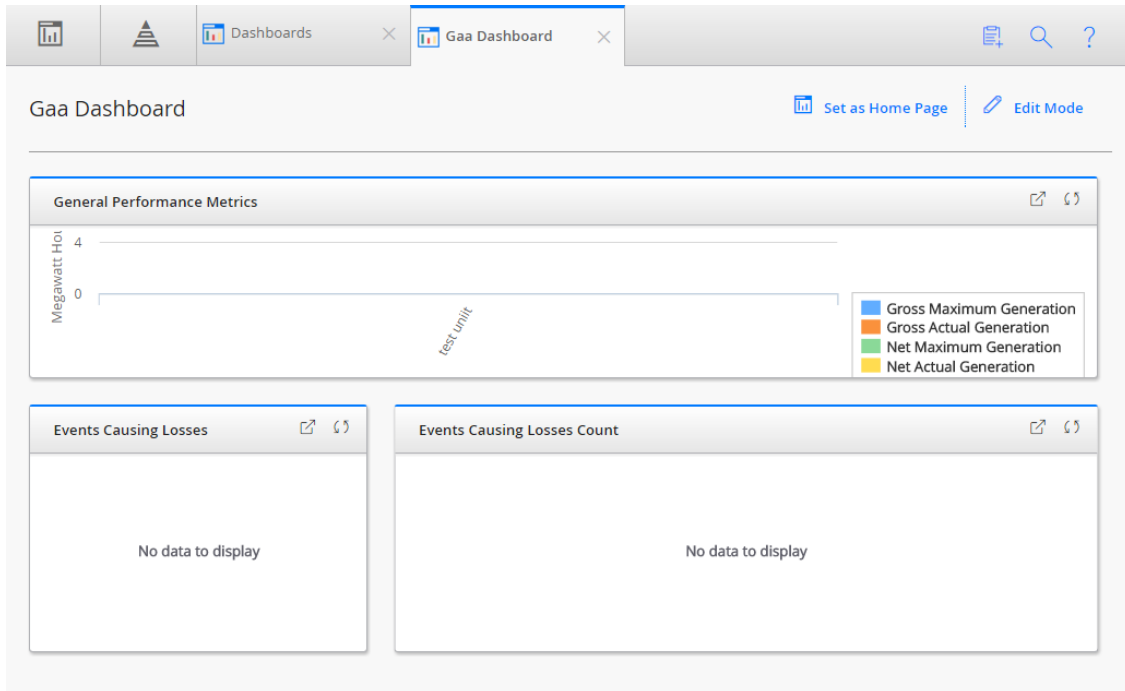 Dashboards
Gaa Dashboard
?
Gaa Dashboard
Set as Home Page
Edit Mode
General Performance Metrics
Megawatt Hou
4
0
test uniit
Gross Maximum Generation
Gross Actual Generation
Net Maximum Generation
Net Actual Generation
Events Causing Losses
Events Causing Losses Count
No data to display
No data to display